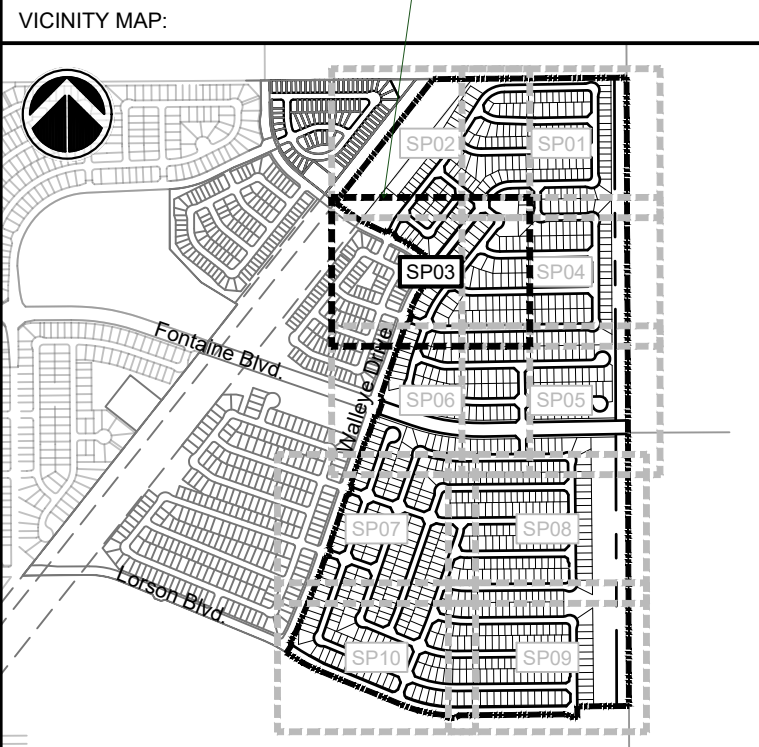 VICINITY MAP:
SP02
SP01
SP03
SP04
Fontaine Blvd.
Walleye Drive
SP06
SP05
SP07
SP08
Lorson Blvd.
SP10
SP09